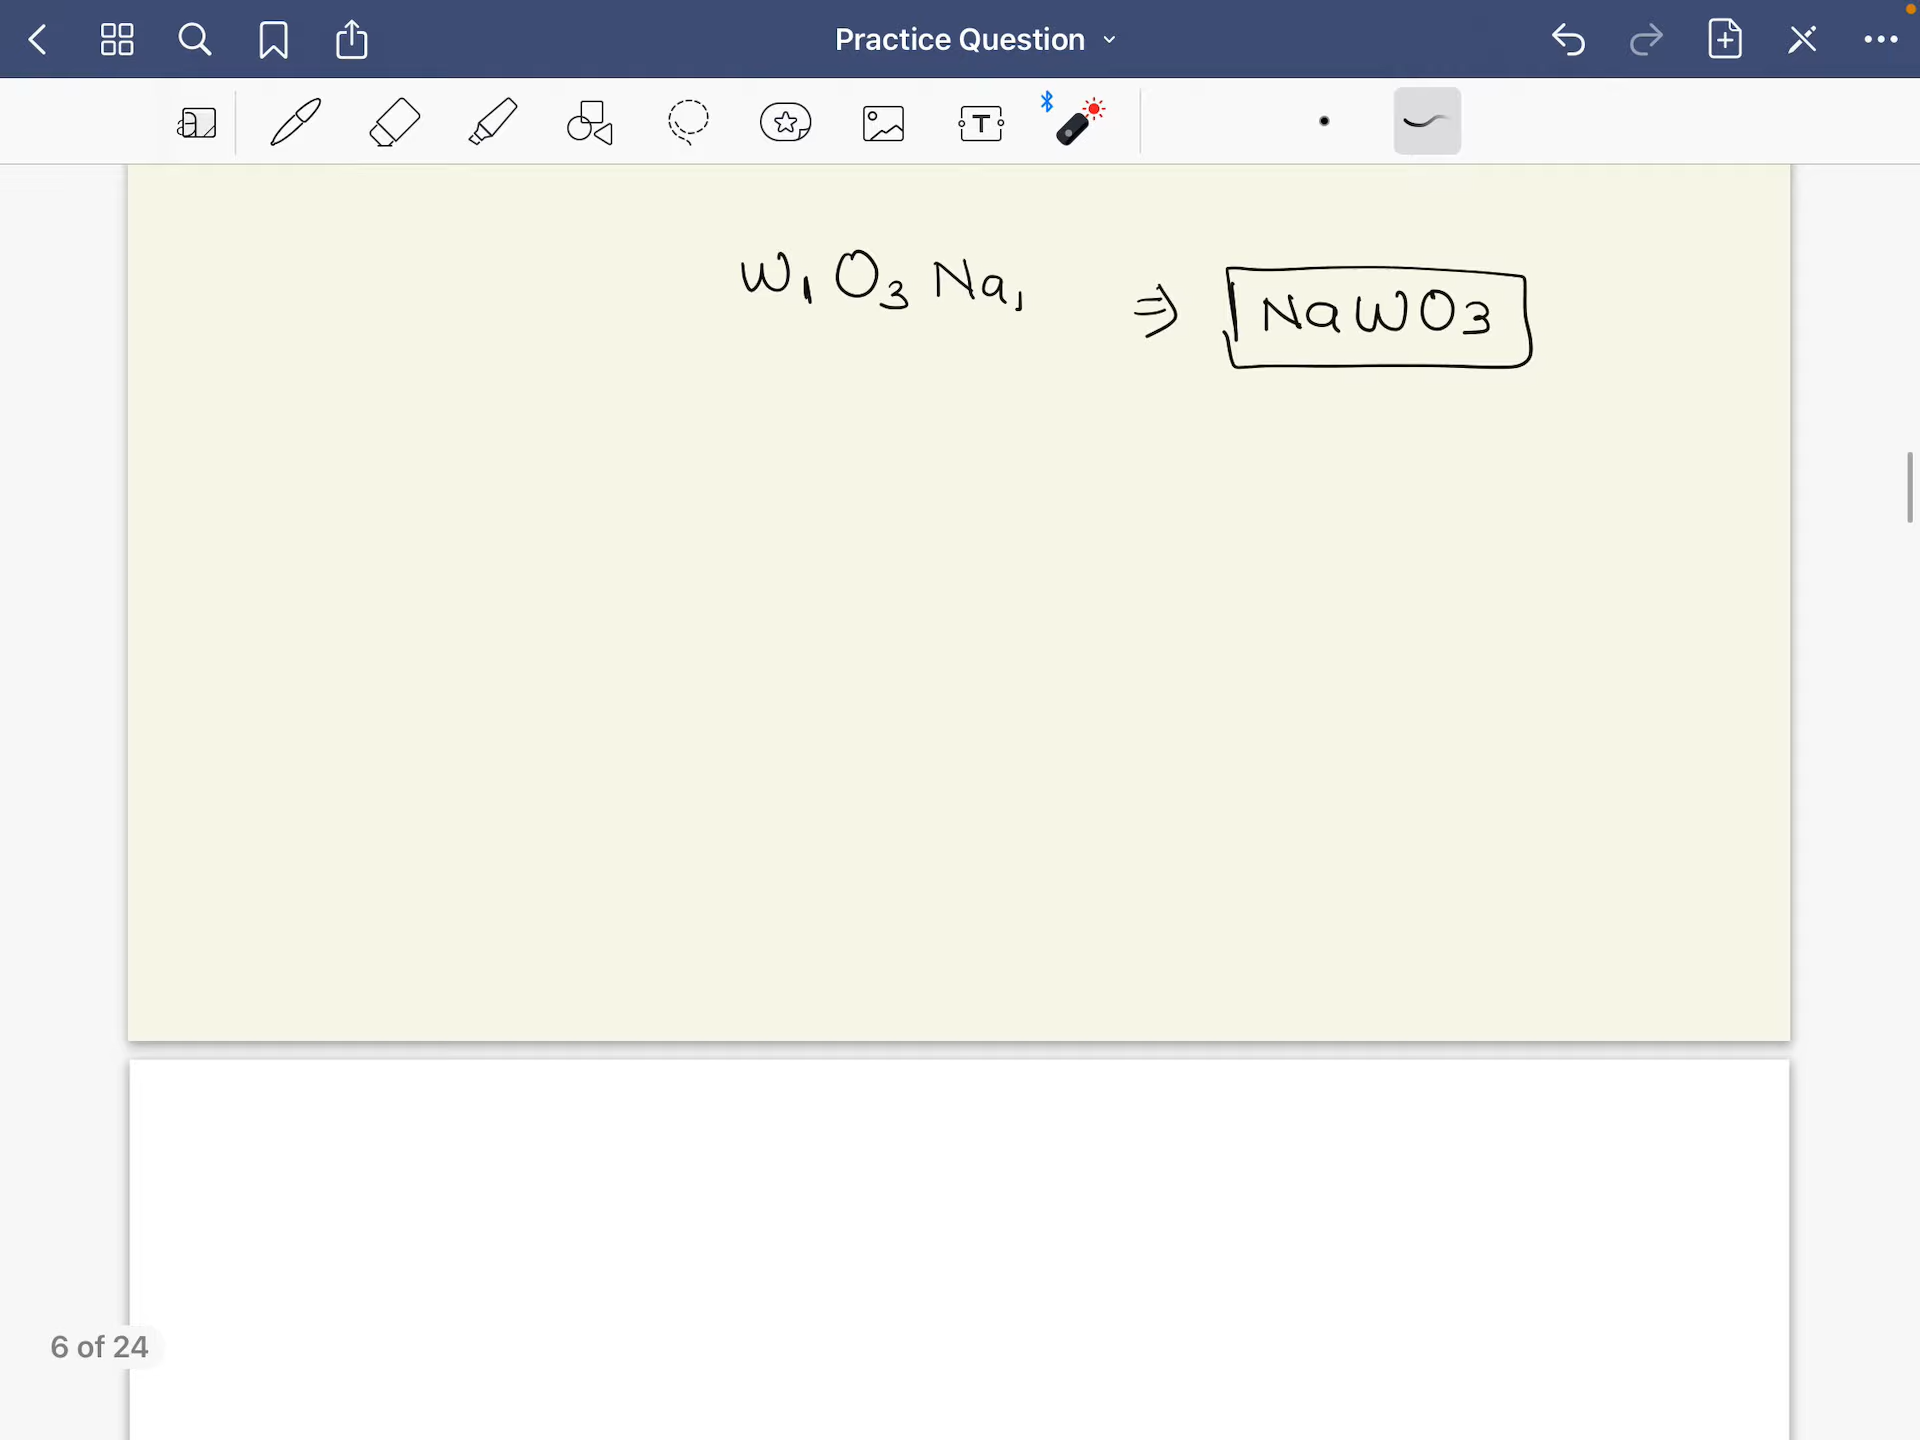 Practice Question
T
W₁ O₃ Na₁ ⇒ NaWO₃
6 of 24